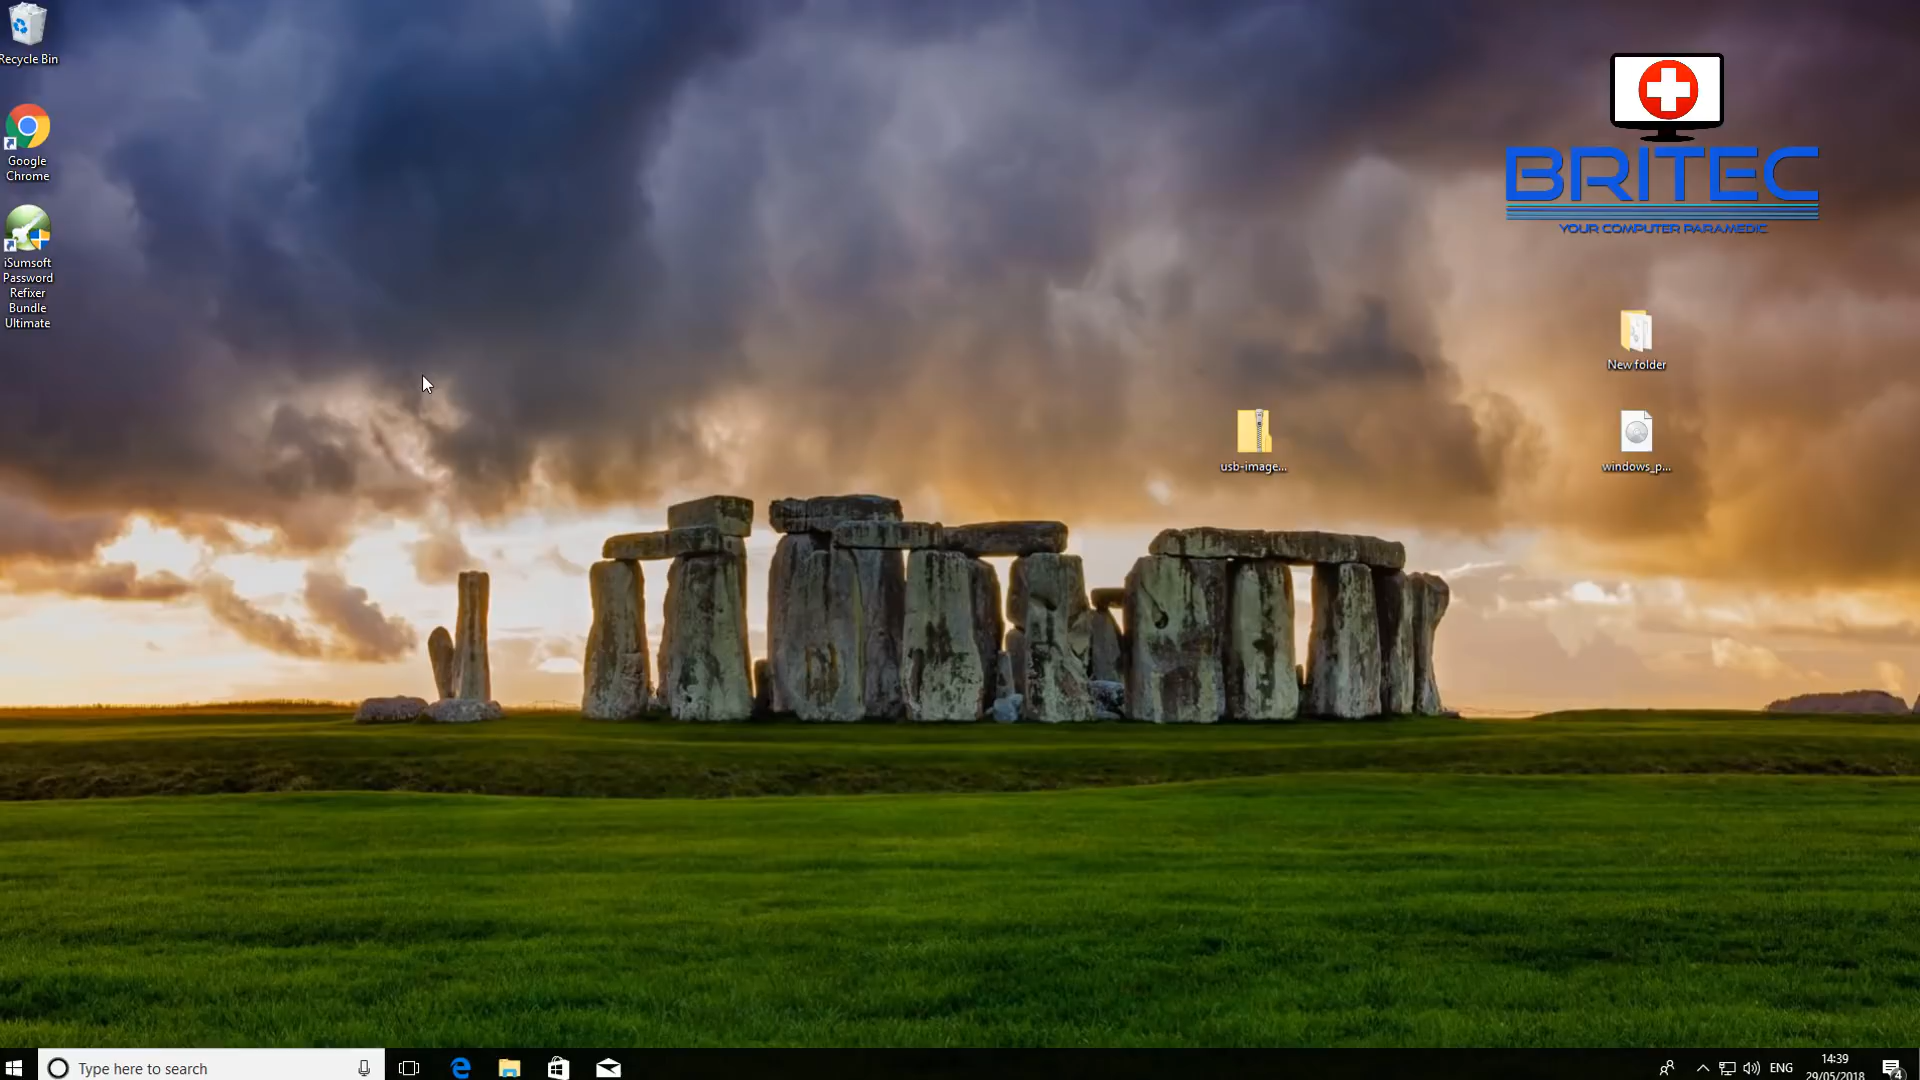 Recycle Bin
Google
Chrome
iSumsoft
Password
Refixer
Bundle
Ultimate
BRITEC
YOUR COMPUTER PARAMEDIC
New folder
usb-image...
windows_p...
Type here to search
ENG
14:39
29/05/2018
4